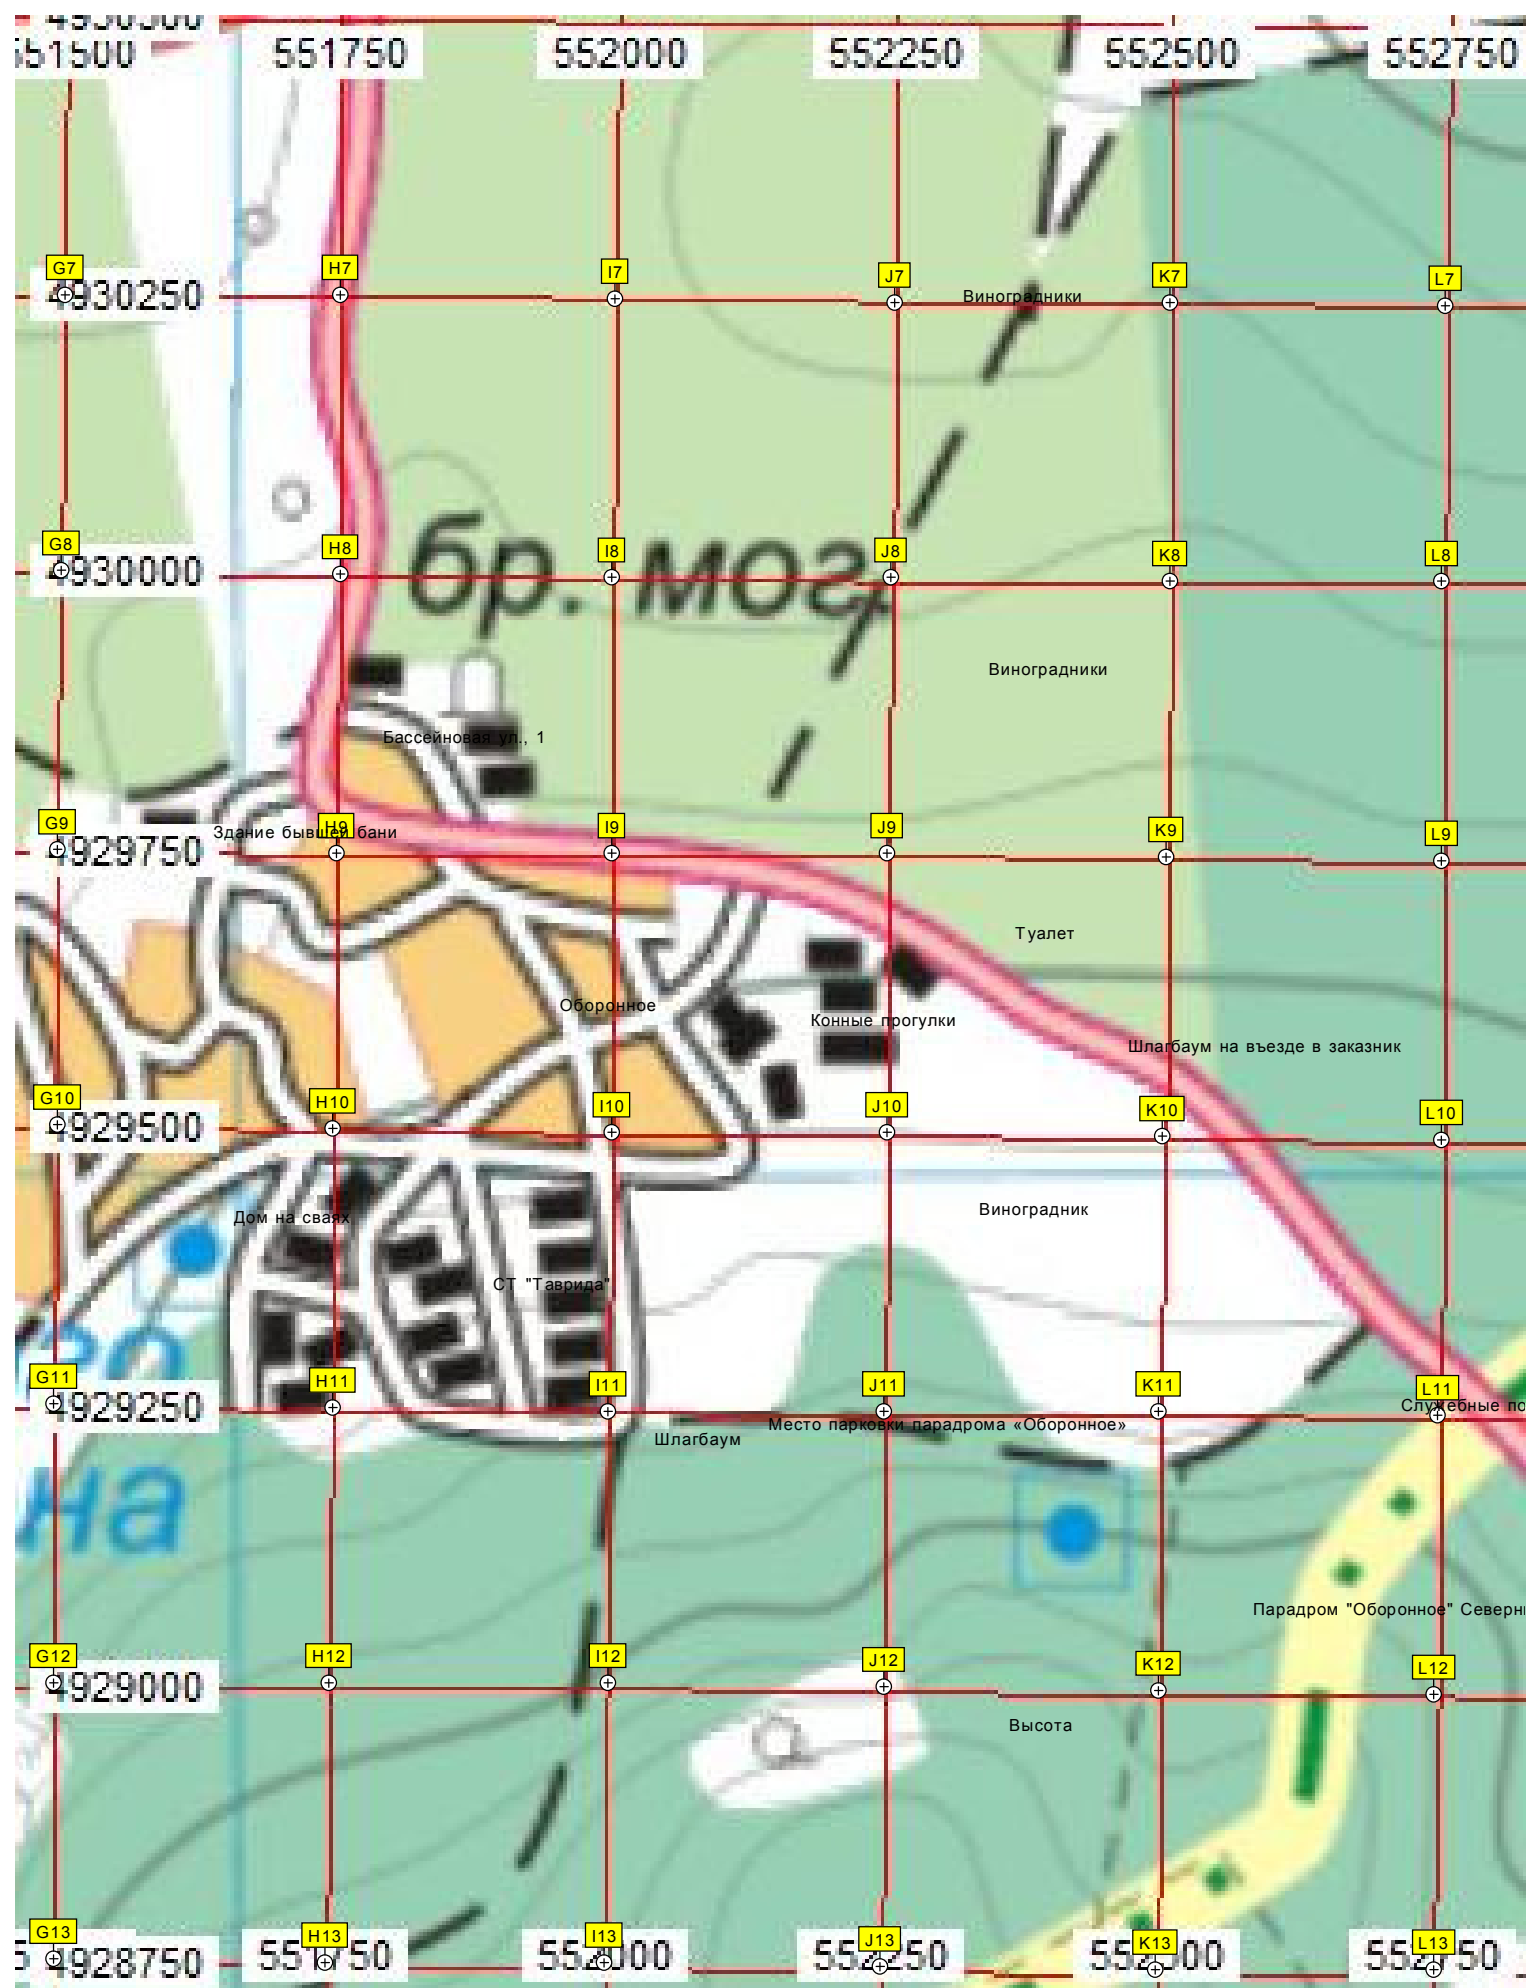 4930500
551500 551750 552000 552250 552500 552750
G7 H7 I7 J7 K7 L7
4930250
Виноградники
G8 H8 I8 J8 K8 L8
4930000
бр. мог.
Виноградники
Бассейновая ул., 1
G9 H9 I9 J9 K9 L9
Здание бывшей бани
4929750
Туалет
Оборонное
Конные прогулки
Шлагбаум на въезде в заказник
G10 H10 I10 J10 K10 L10
4929500
Виноградник
Дом на сваях
СТ "Таврида"
G11 H11 I11 J11 K11 L11
4929250
Служебные по
Место парковки парадрома «Оборонное»
Шлагбаум
на
Парадром "Оборонное" Северн
G12 H12 I12 J12 K12 L12
4929000
Высота
G13 H13 I13 J13 K13 L13
4928750